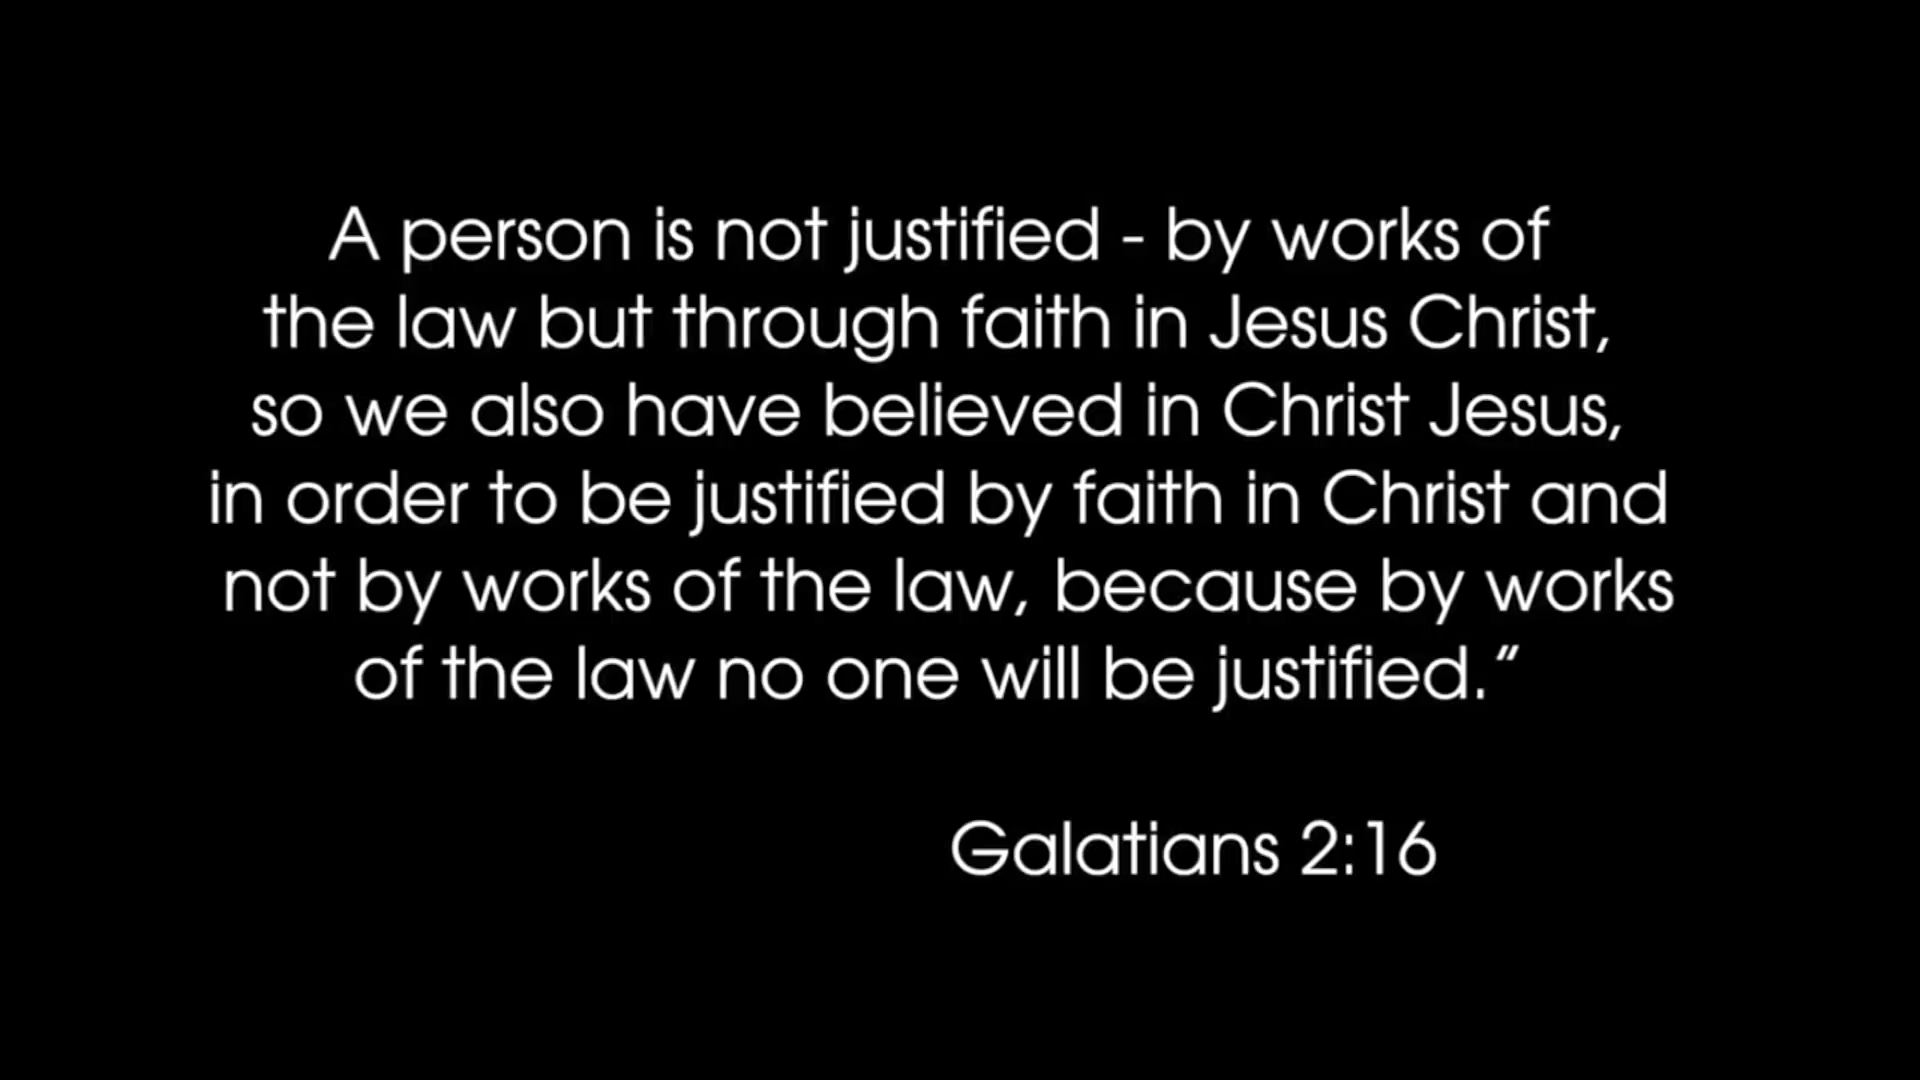 A person is not justified - by works of
the law but through faith in Jesus Christ,
so we also have believed in Christ Jesus,
in order to be justified by faith in Christ and
not by works of the law, because by works
of the law no one will be justified.”
Galatians 2:16